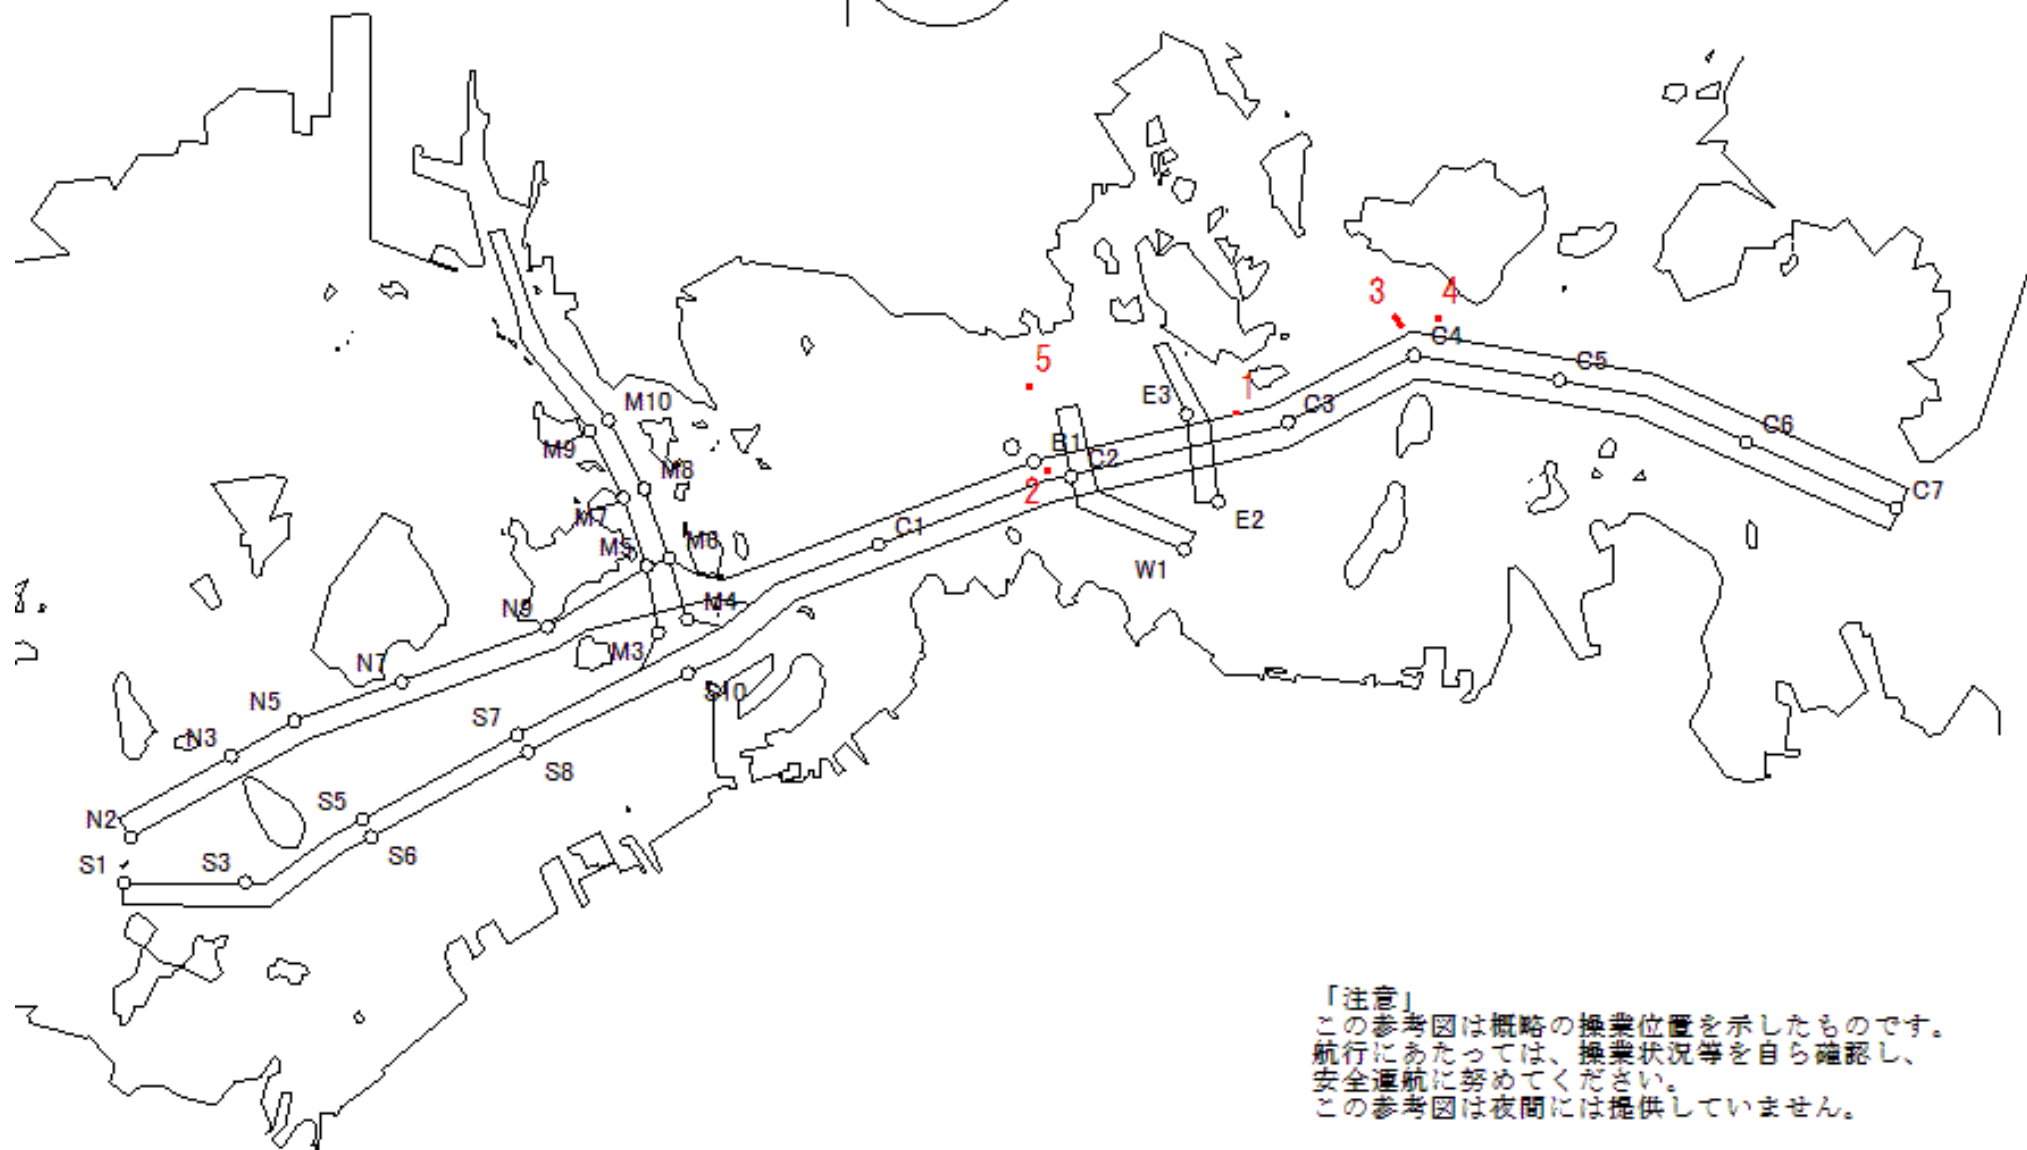 3
4
C4
5
C5
1
E3
M10
C3
B1
C6
M9
C2
M8
2
C7
M7
E2
C1
M6
M5
W1
M4
N9
M3
N7
S10
N5
S7
N3
S8
S5
N2
S6
S1
S3
「注意」
この参考図は概略の操業位置を示したものです。
航行にあたっては、操業状況等を自ら確認し、
安全運航に努めてください。
この参考図は夜間には提供していません。